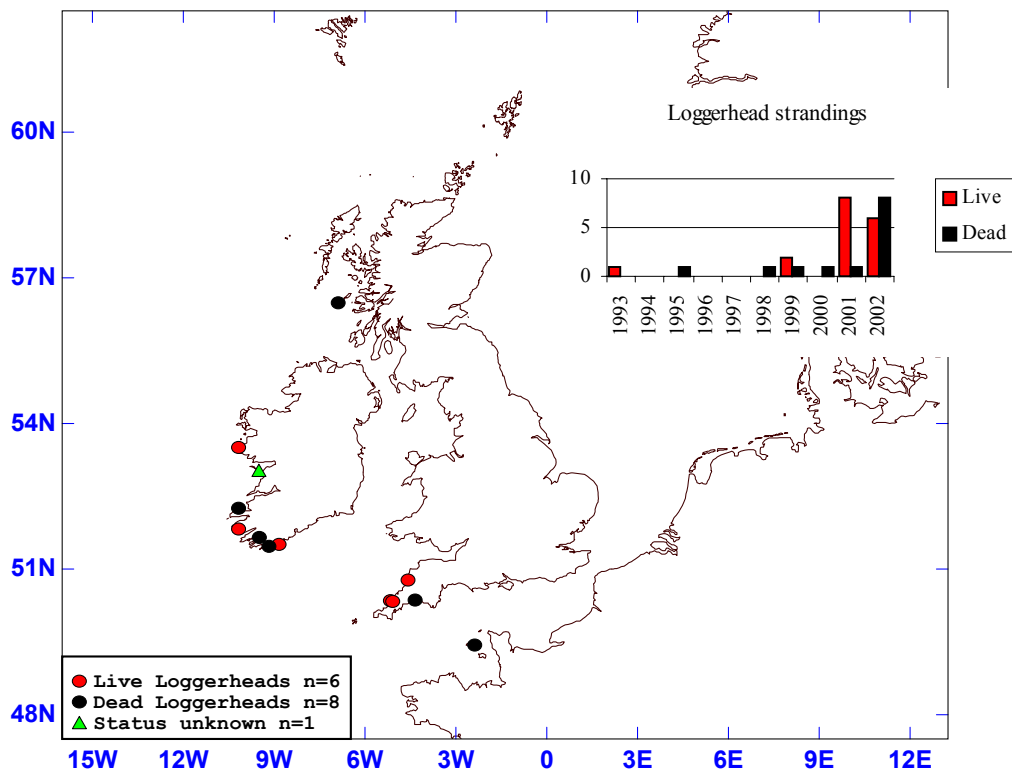 60N
57N
54N
51N
48N
15W 12W 9W 6W 3W 0 3E 6E 9E 12E
Loggerhead strandings
10
5
0
1993
1994
1995
1996
1997
1998
1999
2000
2001
2002
Live
Dead
Live Loggerheads n=6
Dead Loggerheads n=8
Status unknown n=1